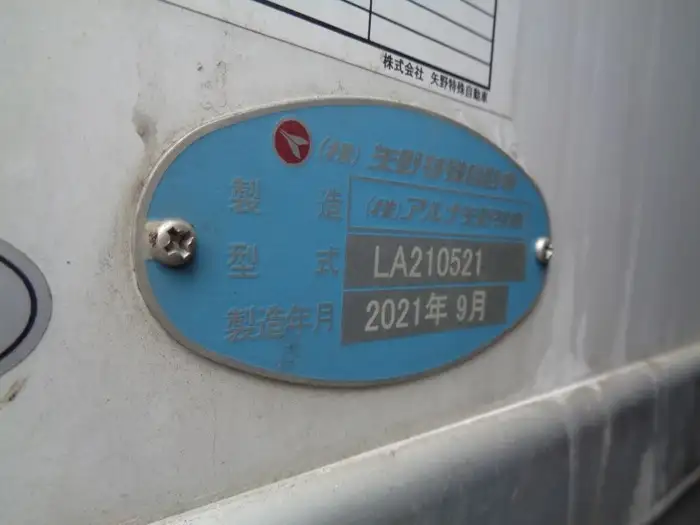 株式会社 矢野特殊自動車
(株) 矢野特殊自動車
製造 (株) アルナ矢野特車
型式 LA210521
製造年月 2021年 9月